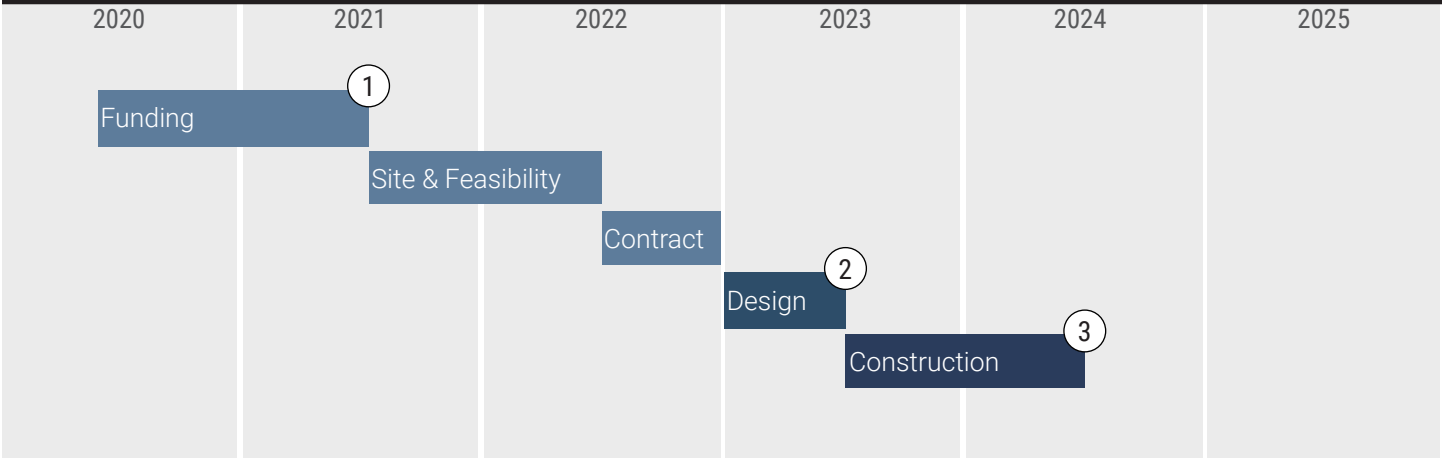 2020 2021 2022 2023 2024 2025
1
Funding
Site & Feasibility
Contract
2
Design
3
Construction